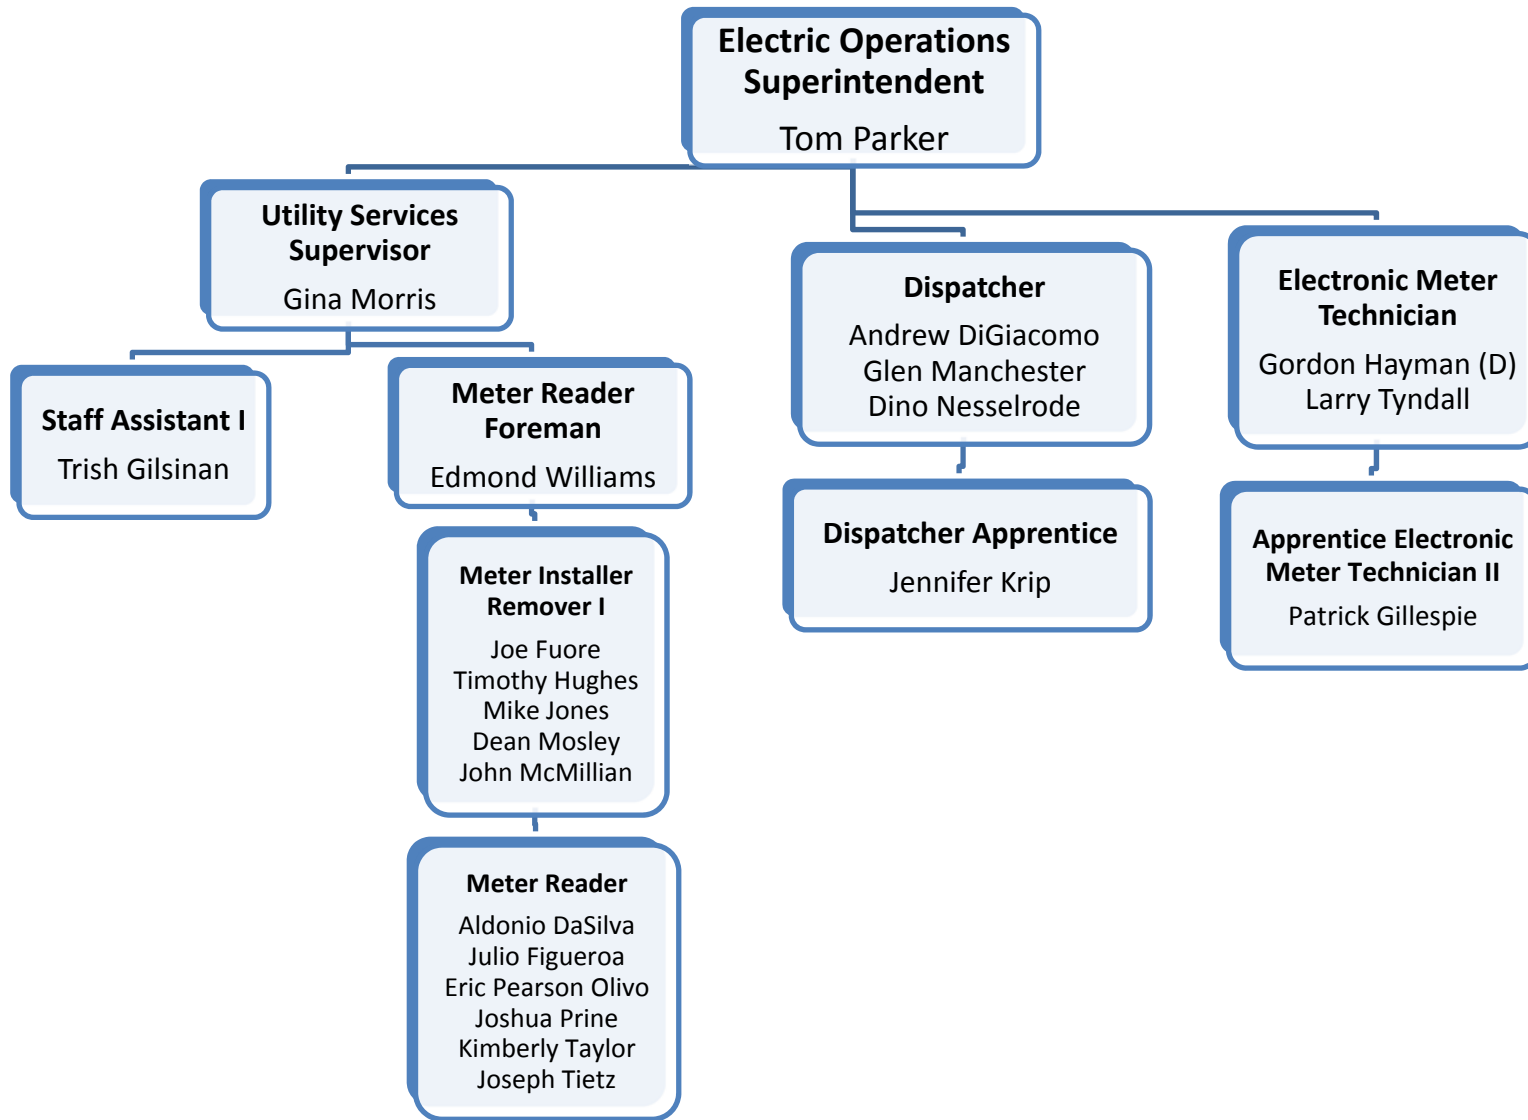 Electric Operations
Superintendent
Tom Parker
Utility Services
Supervisor
Gina Morris
Staff Assistant I
Trish Gilsinan
Meter Reader
Foreman
Edmond Williams
Meter Installer
Remover I
Joe Fuore
Timothy Hughes
Mike Jones
Dean Mosley
John McMillian
Meter Reader
Aldonio DaSilva
Julio Figueroa
Eric Pearson Olivo
Joshua Prine
Kimberly Taylor
Joseph Tietz
Dispatcher
Andrew DiGiacomo
Glen Manchester
Dino Nesselrode
Dispatcher Apprentice
Jennifer Krip
Electronic Meter
Technician
Gordon Hayman (D)
Larry Tyndall
Apprentice Electronic
Meter Technician II
Patrick Gillespie